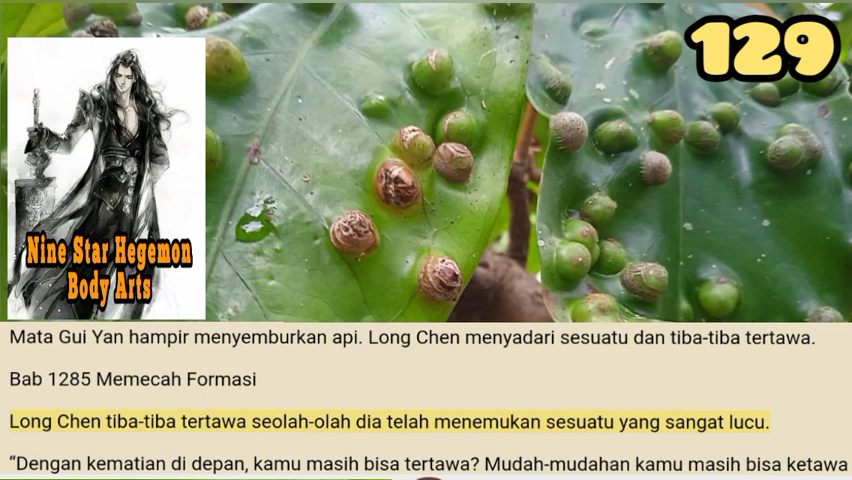 129
Nine Star Hegemon
Body Arts
Mata Gui Yan hampir menyemburkan api. Long Chen menyadari sesuatu dan tiba-tiba tertawa.
Bab 1285 Memecah Formasi
Long Chen tiba-tiba tertawa seolah-olah dia telah menemukan sesuatu yang sangat lucu.
“Dengan kematian di depan, kamu masih bisa tertawa? Mudah-mudahan kamu masih bisa ketawa